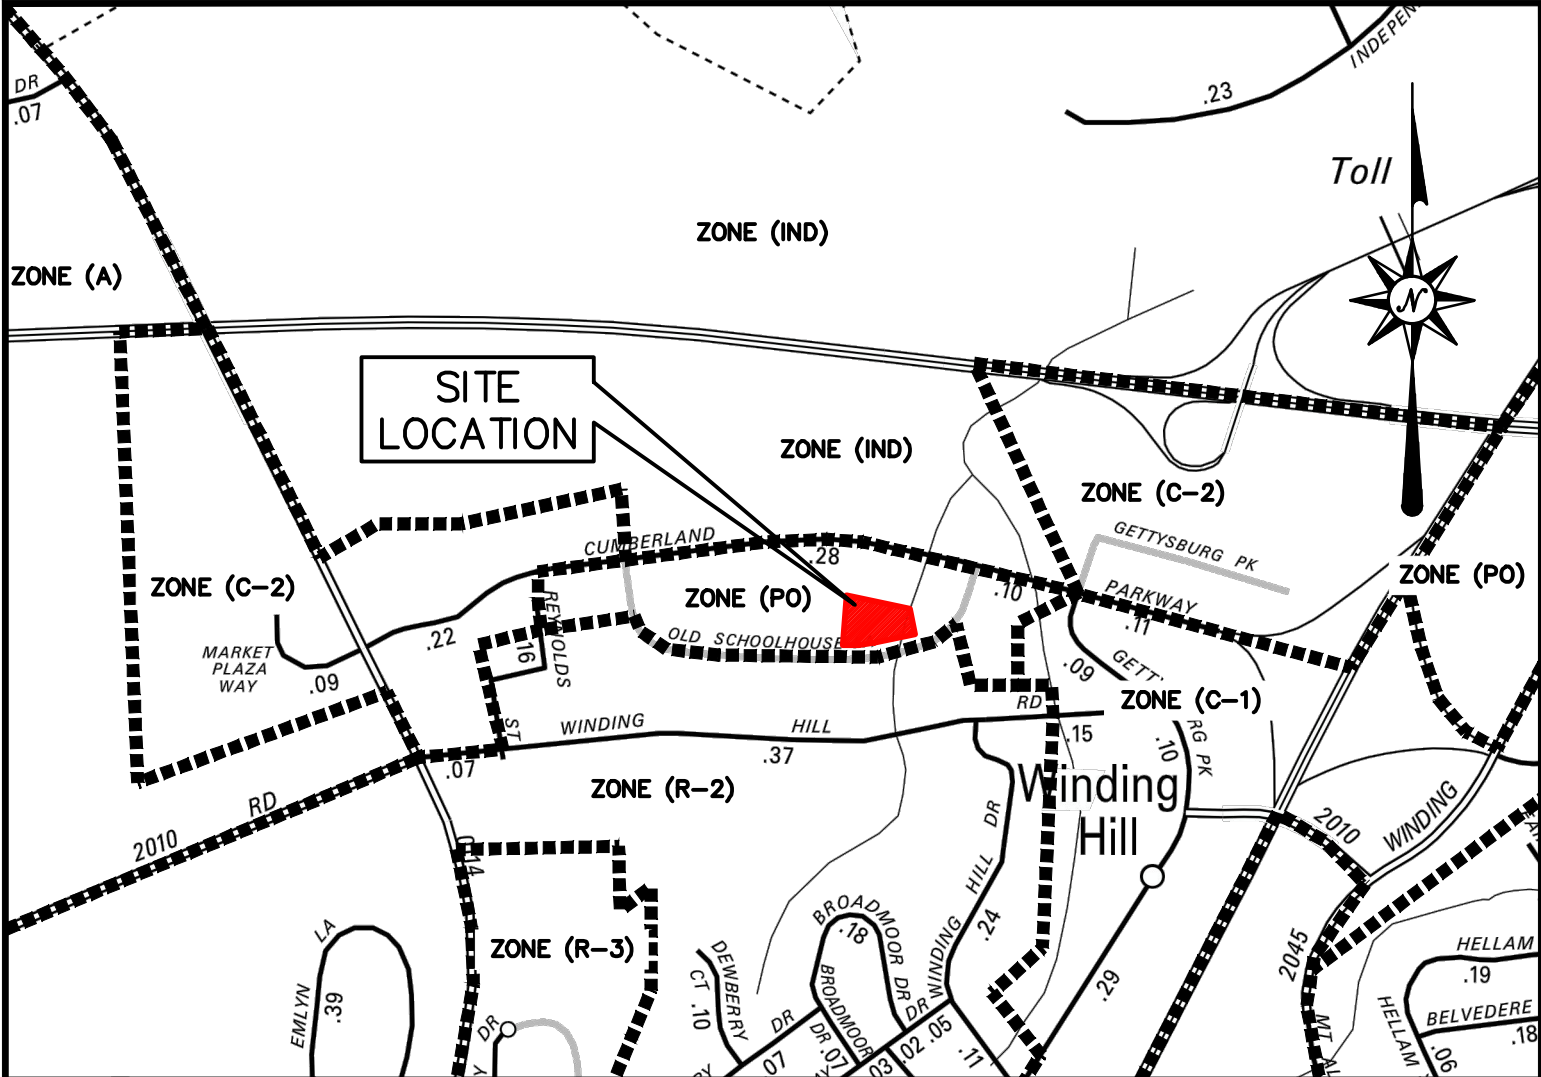 DR
.07
.23
Toll
ZONE (IND)
ZONE (A)
N
SITE
LOCATION
ZONE (IND)
ZONE (C-2)
GETTYSBURG PK
CUMBERLAND
.28
ZONE (C-2)
ZONE (PO)
ZONE (PO)
.10
PARKWAY
.11
REYNOLDS
.22
OLD SCHOOLHOUSE
.16
MARKET
PLAZA
WAY
.09
.09
ZONE (C-1)
RD
ST
WINDING
HILL
.15
.10
RG PK
.37
.07
ZONE (R-2)
Winding
Hill
RD
2010
2010
WINDING
DR
HILL
WINDING
.24
BROADMOOR DR
.18
LA
ZONE (R-3)
EMLYN
.39
DEWBERRY
CT .10
BROADMOOR
DR .07
DR
DR
DR
07
03
.02
.05
.11
.29
2045
HELLAM
.19
BELVEDERE
.18
HELLAM
.06